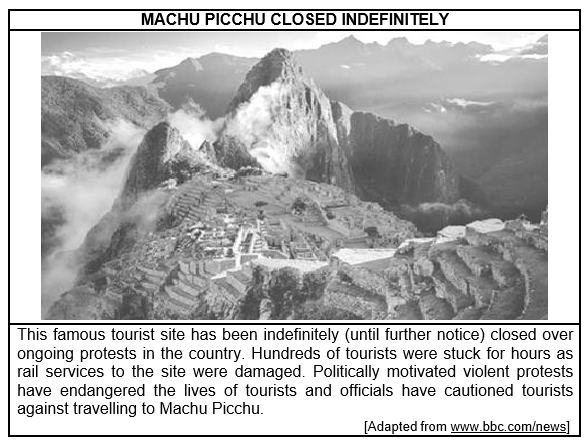 MACHU PICCHU CLOSED INDEFINITELY
This famous tourist site has been indefinitely (until further notice) closed over
ongoing protests in the country. Hundreds of tourists were stuck for hours as
rail services to the site were damaged. Politically motivated violent protests
have endangered the lives of tourists and officials have cautioned tourists
against travelling to Machu Picchu.
[Adapted from www.bbc.com/news]